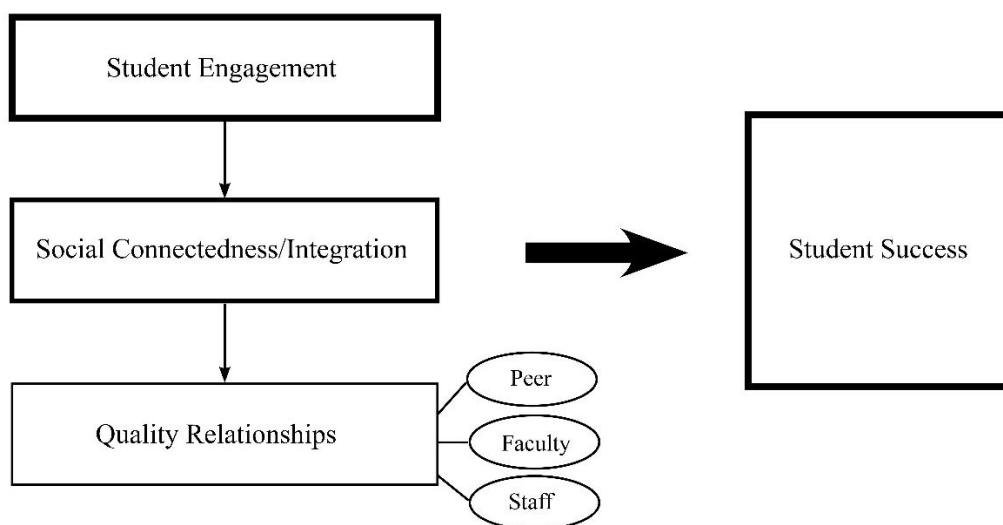 Student Engagement
Social Connectedness/Integration
Quality Relationships
Peer
Faculty
Staff
Student Success